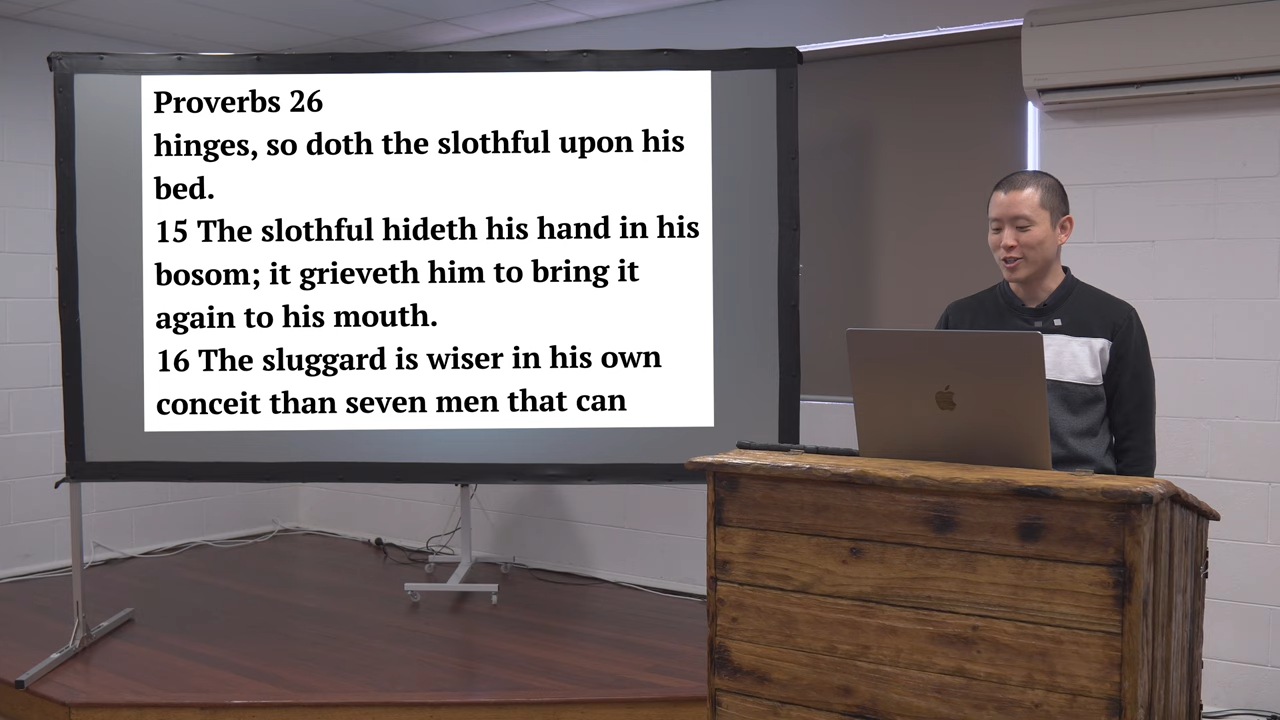 Proverbs 26
hinges, so doth the slothful upon his
bed.
15 The slothful hideth his hand in his
bosom; it grieveth him to bring it
again to his mouth.
16 The sluggard is wiser in his own
conceit than seven men that can